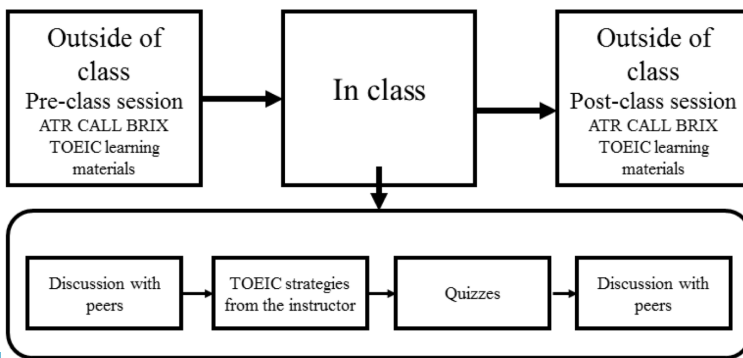 Outside of
class
Pre-class session
ATR CALL BRIX
TOEIC learning
materials
In class
Outside of
class
Post-class session
ATR CALL BRIX
TOEIC learning
materials
Discussion with
peers
TOEIC strategies
from the instructor
Quizzes
Discussion with
peers